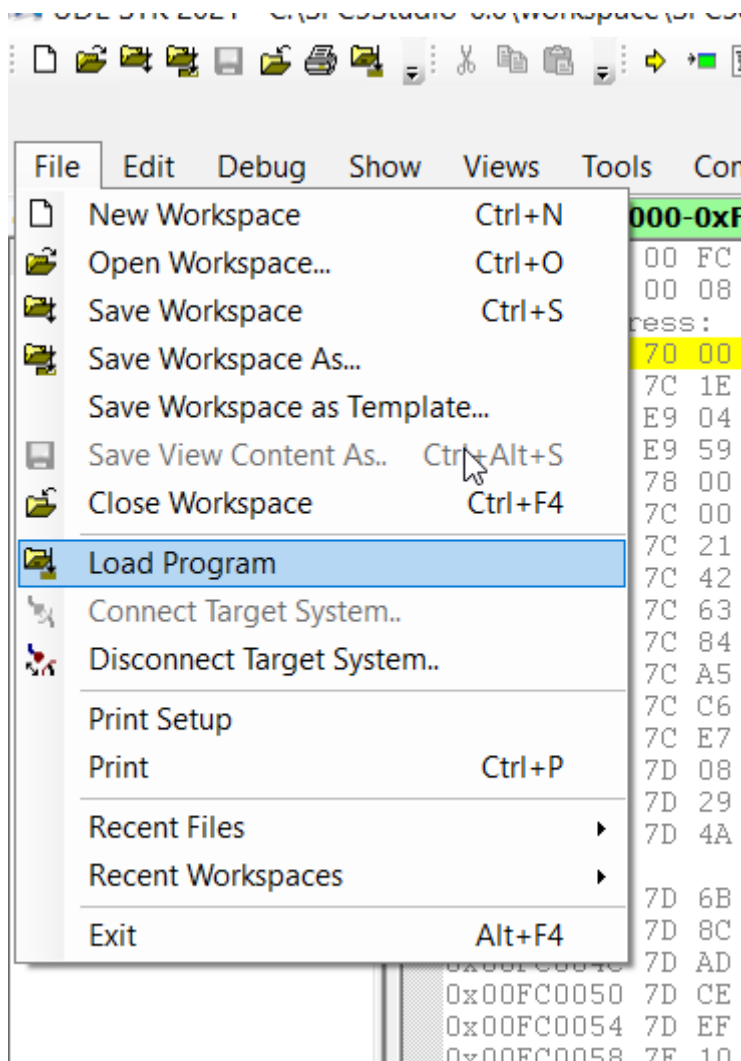 File Edit Debug Show Views Tools
New Workspace Ctrl+N
000-0xF
Open Workspace... Ctrl+O
00 FC
Save Workspace Ctrl+S
00 08
ress:
Save Workspace As...
70 00
7C 1E
Save Workspace as Template...
E9 04
Save View Content As.. Ctrl+Alt+S
E9 59
78 00
Close Workspace Ctrl+F4
7C 00
7C 21
Load Program
7C 42
Connect Target System..
7C 63
7C 84
Disconnect Target System..
7C A5
7C C6
Print Setup
7C E7
Print Ctrl+P
7D 08
7D 29
Recent Files
7D 4A
Recent Workspaces
7D 6B
Exit Alt+F4
7D 8C
7D AD
0x00FC0050 7D CE
0x00FC0054 7D EF